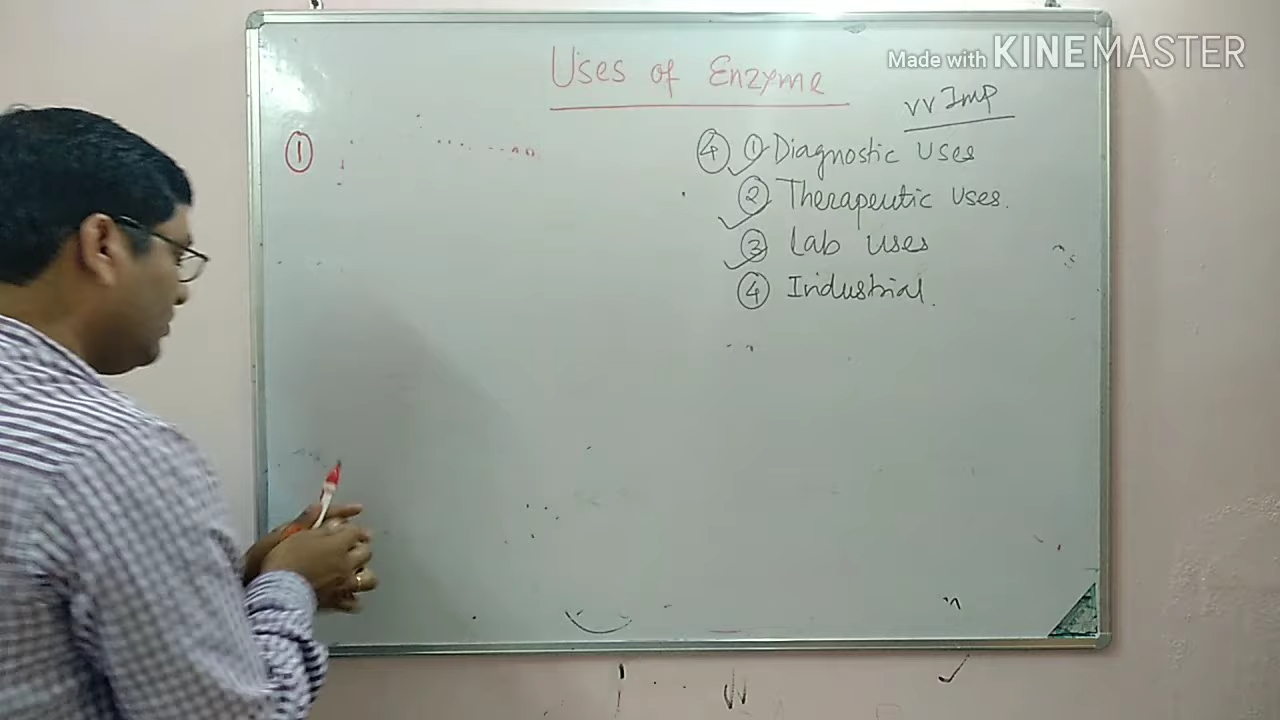 Made with KINEMASTER
Uses of Enzyme
vv Imp
①
④ ① Diagnostic Uses
② Therapeutic Uses.
③ Lab Uses
④ Industrial.